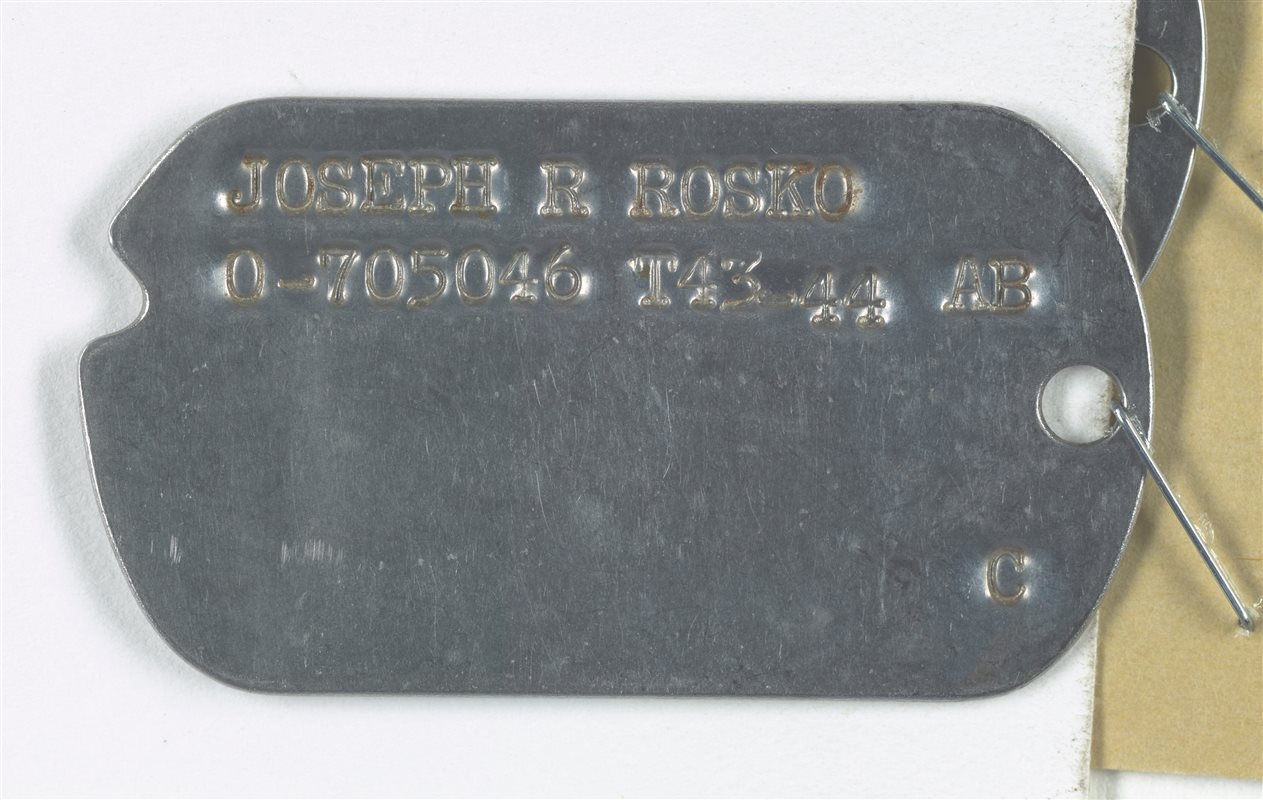 JOSEPH R ROSKO
O-705046 T43-44 AB
C